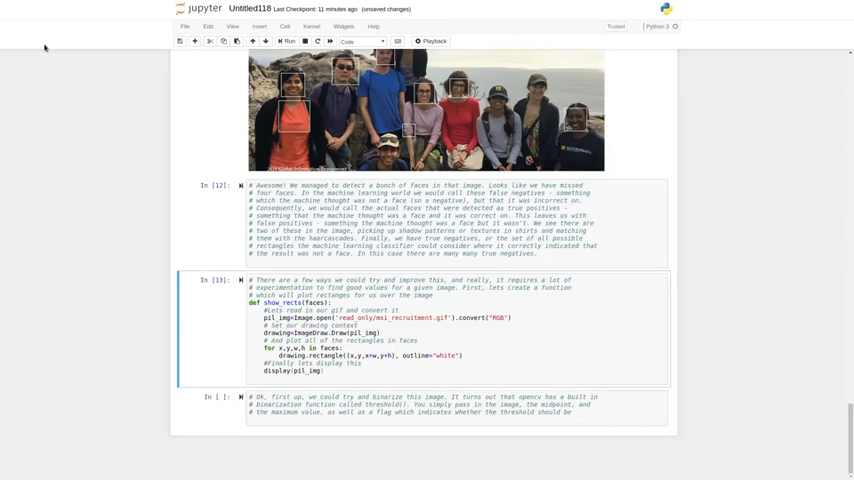 jupyter Untitled118 Last Checkpoint: 11 minutes ago (unsaved changes)
File Edit View Insert Cell Kernel Widgets Help Trusted Python 3
Run Code Playback
2019 Global Information Engagement
In [12]: # Awesome! We managed to detect a bunch of faces in that image. Looks like we have missed
# four faces. In the machine learning world we would call these false negatives - something
# which the machine thought was not a face (so a negative), but that it was incorrect on.
# Consequently, we would call the actual faces that were detected as true positives -
# something that the machine thought was a face and it was correct on. This leaves us with
# false positives - something the machine thought was a face but it wasn't. We see there are
# two of these in the image, picking up shadow patterns or textures in shirts and matching
# them with the haarcascades. Finally, we have true negatives, or the set of all possible
# rectangles the machine learning classifier could consider where it correctly indicated that
# the result was not a face. In this case there are many many true negatives.
In [13]: # There are a few ways we could try and improve this, and really, it requires a lot of
# experimentation to find good values for a given image. First, lets create a function
# which will plot rectanges for us over the image
def show_rects(faces):
#Lets read in our gif and convert it
pil_img=Image.open('read_only/msi_recruitment.gif').convert("RGB")
# Set our drawing context
drawing=ImageDraw.Draw(pil_img)
# And plot all of the rectangles in faces
for x,y,w,h in faces:
drawing.rectangle((x,y,x+w,y+h), outline="white")
#Finally lets display this
display(pil_img)
In [ ]: # Ok, first up, we could try and binarize this image. It turns out that opencv has a built in
# binarization function called threshold(). You simply pass in the image, the midpoint, and
# the maximum value, as well as a flag which indicates whether the threshold should be